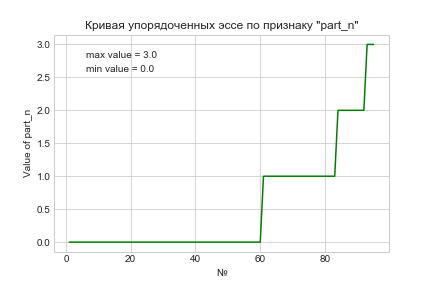 Кривая упорядоченных эссе по признаку "part_n"
max value = 3.0
min value = 0.0
Value of part_n
3.0
2.5
2.0
1.5
1.0
0.5
0.0
0 20 40 60 80
№